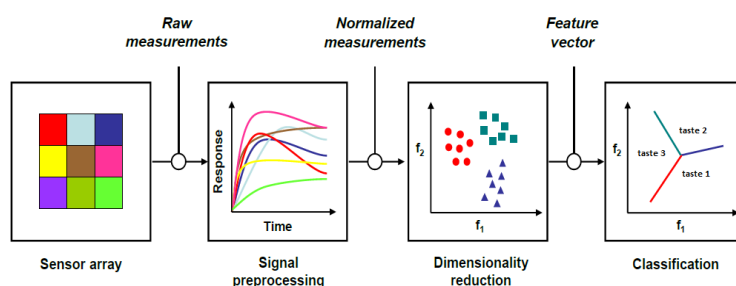 Raw
measurements
Normalized
measurements
Feature
vector
Response
Time
f2
f1
f2
taste 2
taste 3
taste 1
f1
Sensor array
Signal
preprocessing
Dimensionality
reduction
Classification